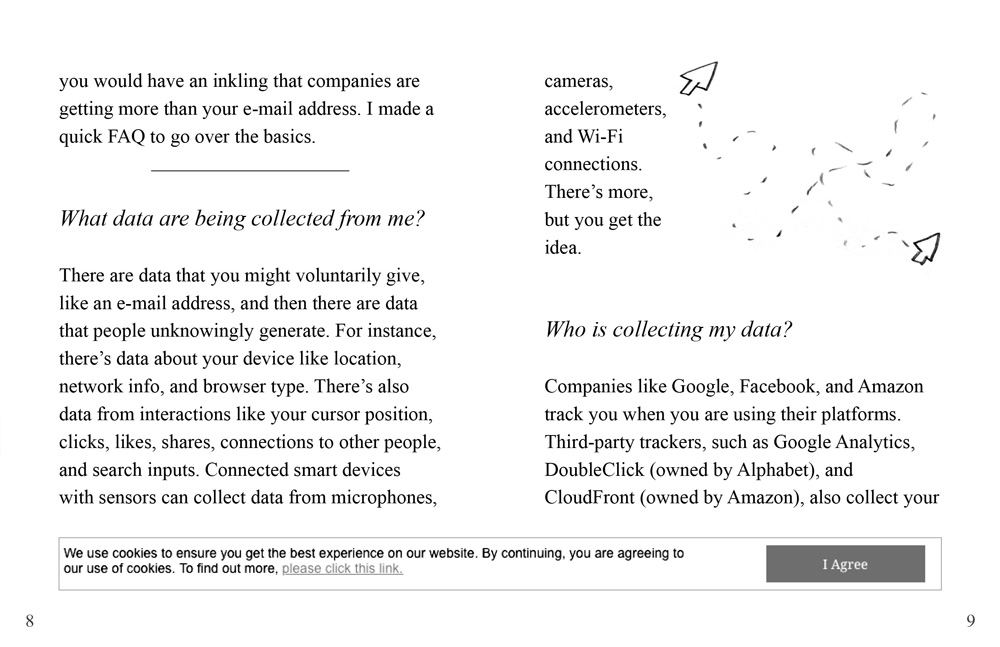 you would have an inkling that companies are
getting more than your e-mail address. I made a
quick FAQ to go over the basics.
What data are being collected from me?
There are data that you might voluntarily give,
like an e-mail address, and then there are data
that people unknowingly generate. For instance,
there’s data about your device like location,
network info, and browser type. There’s also
data from interactions like your cursor position,
clicks, likes, shares, connections to other people,
and search inputs. Connected smart devices
with sensors can collect data from microphones,
cameras,
accelerometers,
and Wi-Fi
connections.
There’s more,
but you get the
idea.
Who is collecting my data?
Companies like Google, Facebook, and Amazon
track you when you are using their platforms.
Third-party trackers, such as Google Analytics,
DoubleClick (owned by Alphabet), and
CloudFront (owned by Amazon), also collect your
We use cookies to ensure you get the best experience on our website. By continuing, you are agreeing to
our use of cookies. To find out more, please click this link.
I Agree
8
9